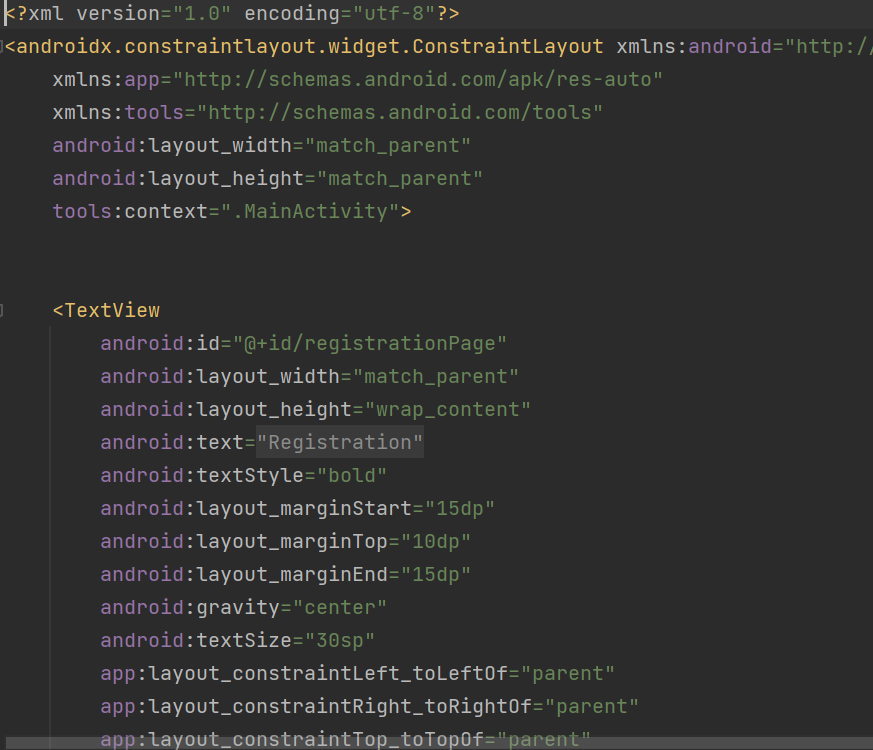 <?xml version="1.0" encoding="utf-8"?>
<androidx.constraintlayout.widget.ConstraintLayout xmlns:android="http://
xmlns:app="http://schemas.android.com/apk/res-auto"
xmlns:tools="http://schemas.android.com/tools"
android:layout_width="match_parent"
android:layout_height="match_parent"
tools:context=".MainActivity">
<TextView
android:id="@+id/registrationPage"
android:layout_width="match_parent"
android:layout_height="wrap_content"
android:text="Registration"
android:textStyle="bold"
android:layout_marginStart="15dp"
android:layout_marginTop="10dp"
android:layout_marginEnd="15dp"
android:gravity="center"
android:textSize="30sp"
app:layout_constraintLeft_toLeftOf="parent"
app:layout_constraintRight_toRightOf="parent"
app:layout_constraintTop_toTopOf="parent"